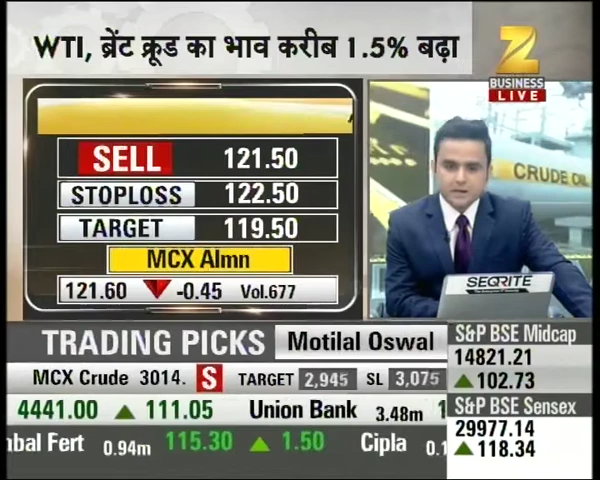 WTI, ब्रेंट क्रूड का भाव करीब 1.5% बढ़ा
Z
BUSINESS
LIVE
SELL 121.50
STOPLOSS 122.50
TARGET 119.50
MCX Almn
121.60 -0.45 Vol.677
CRUDE OIL
SEQRITE
TRADING PICKS Motilal Oswal
MCX Crude 3014. S TARGET 2,945 SL 3,075
4441.00 111.05 Union Bank 3.48m 1
bal Fert 0.94m 115.30 1.50 Cipla 0.1
S&P BSE Midcap
14821.21
102.73
S&P BSE Sensex
29977.14
118.34